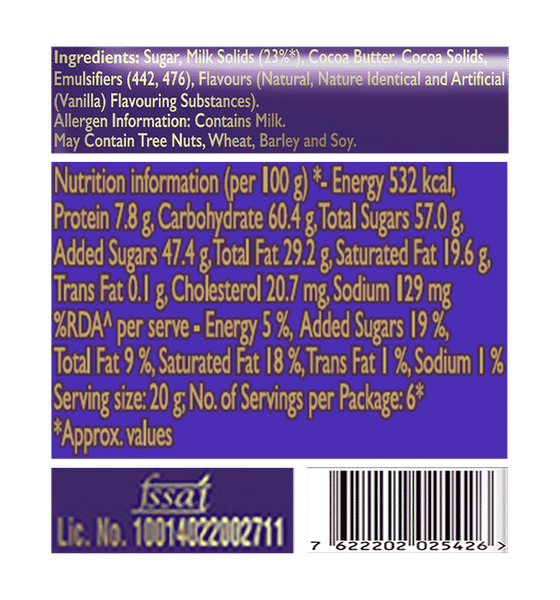 Ingredients: Sugar, Milk Solids (23%*), Cocoa Butter, Cocoa Solids,
Emulsifiers (442, 476), Flavours (Natural, Nature Identical and Artificial
(Vanilla) Flavouring Substances).
Allergen Information: Contains Milk.
May Contain Tree Nuts, Wheat, Barley and Soy.
Nutrition information (per 100 g) *- Energy 532 kcal,
Protein 7.8 g, Carbohydrate 60.4 g, Total Sugars 57.0 g,
Added Sugars 47.4 g, Total Fat 29.2 g, Saturated Fat 19.6 g,
Trans Fat 0.1 g, Cholesterol 20.7 mg, Sodium 129 mg
%RDA^ per serve - Energy 5 %, Added Sugars 19 %,
Total Fat 9 %, Saturated Fat 18 %, Trans Fat 1 %, Sodium 1 %
Serving size: 20 g; No. of Servings per Package: 6*
*Approx. values
fssai
Lic. No. 10014022002711
7 622202 025426 >